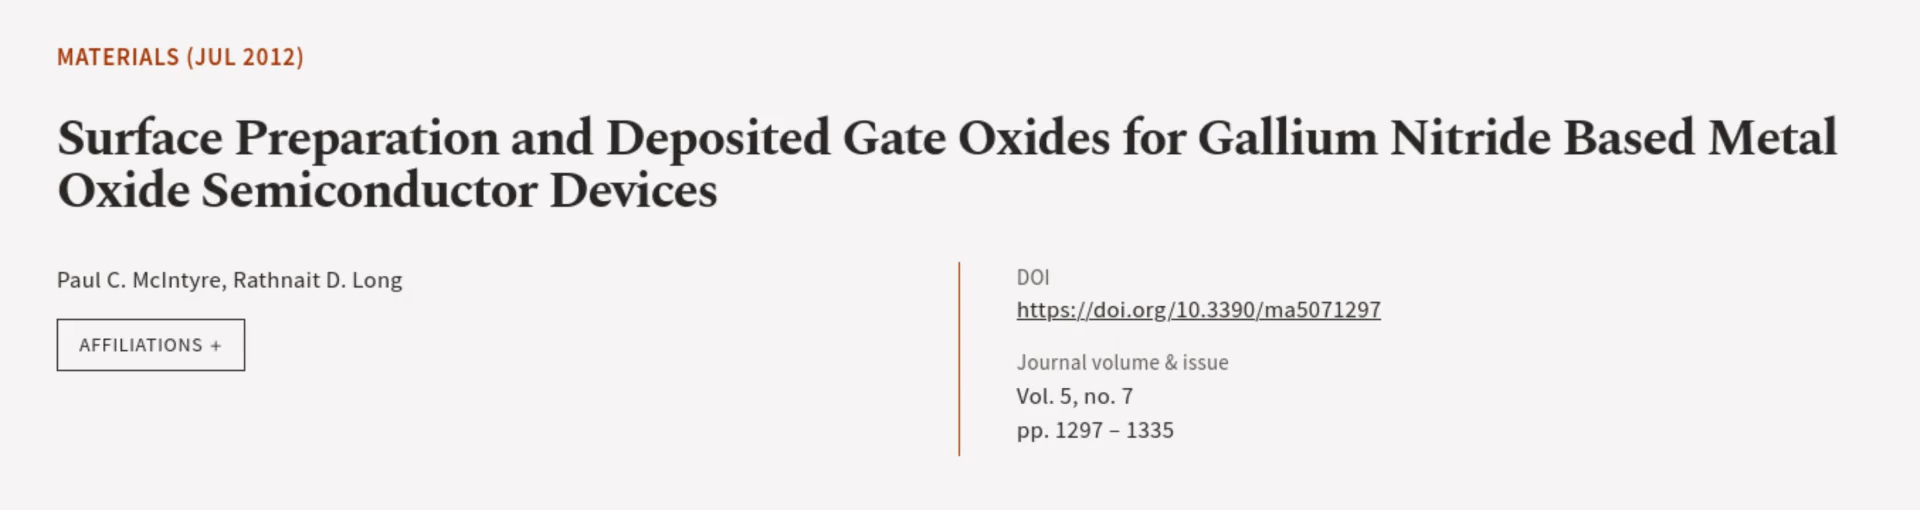 MATERIALS (JUL 2012)
Surface Preparation and Deposited Gate Oxides for Gallium Nitride Based Metal
Oxide Semiconductor Devices
Paul C. McIntyre, Rathnait D. Long
AFFILIATIONS +
DOI
https://doi.org/10.3390/ma5071297
Journal volume & issue
Vol. 5, no. 7
pp. 1297 – 1335